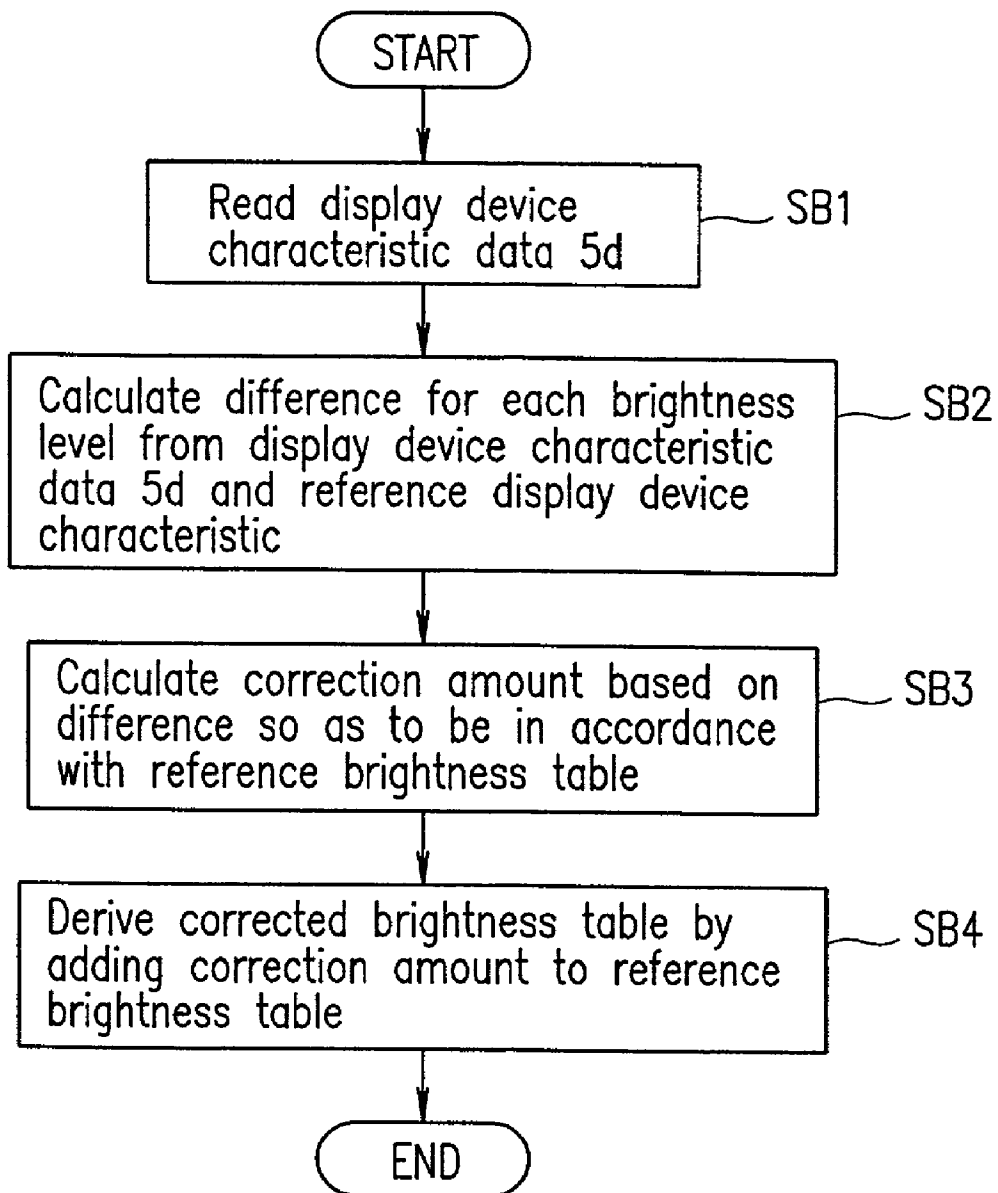 START
Read display device
characteristic data 5d
SB1
Calculate difference for each brightness
level from display device characteristic
data 5d and reference display device
characteristic
SB2
Calculate correction amount based on
difference so as to be in accordance
with reference brightness table
SB3
Derive corrected brightness table by
adding correction amount to reference
brightness table
SB4
END